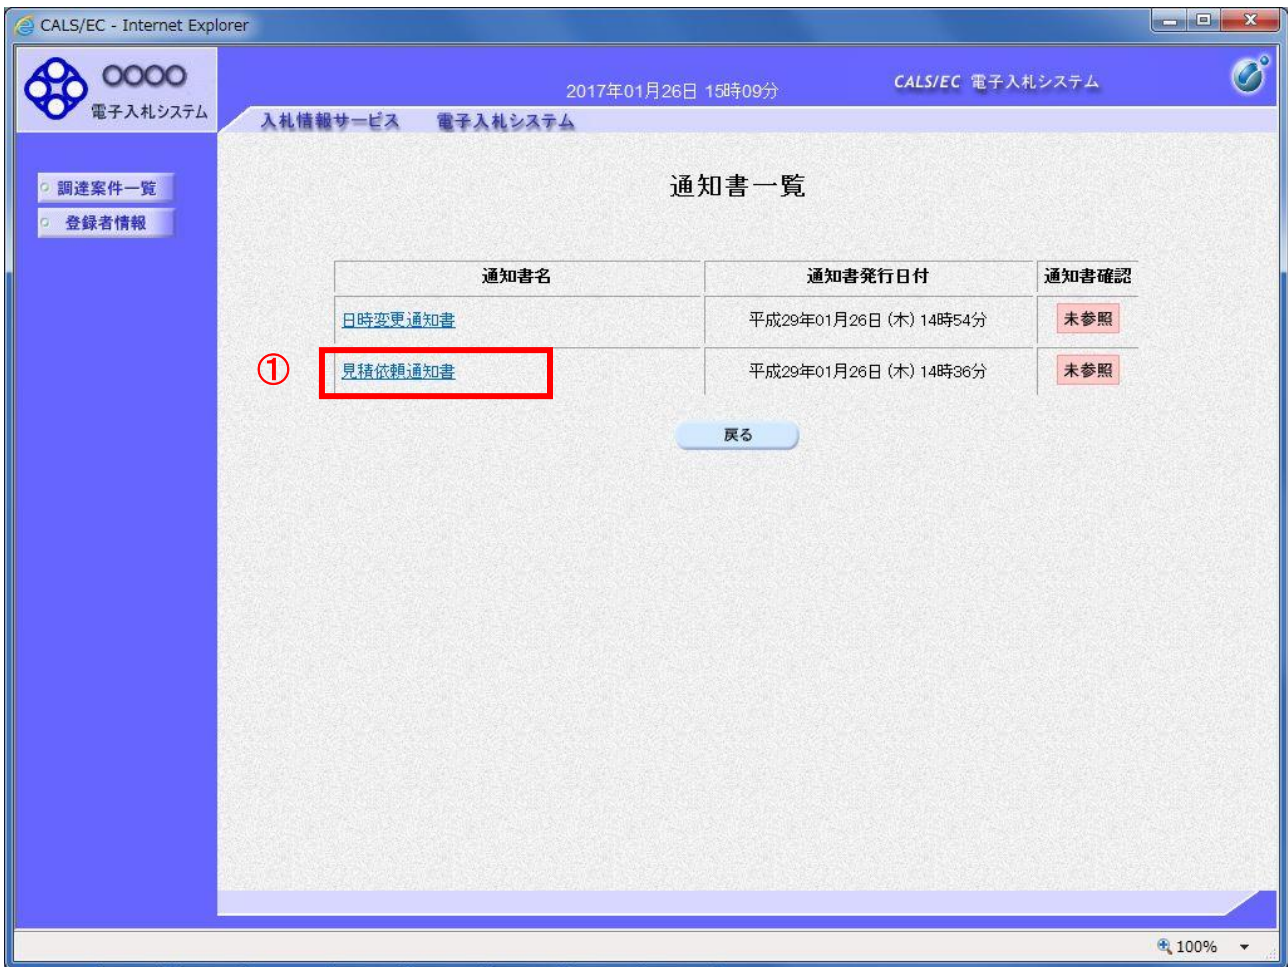 CALS/EC - Internet Explorer
○○○○
電子入札システム
2017年01月26日 15時09分
CALS/EC 電子入札システム
入札情報サービス 電子入札システム
調達案件一覧
登録者情報
通知書一覧
通知書名 通知書発行日付 通知書確認
日時変更通知書 平成29年01月26日(木) 14時54分 未参照
① 見積依頼通知書 平成29年01月26日(木) 14時36分 未参照
戻る
100%